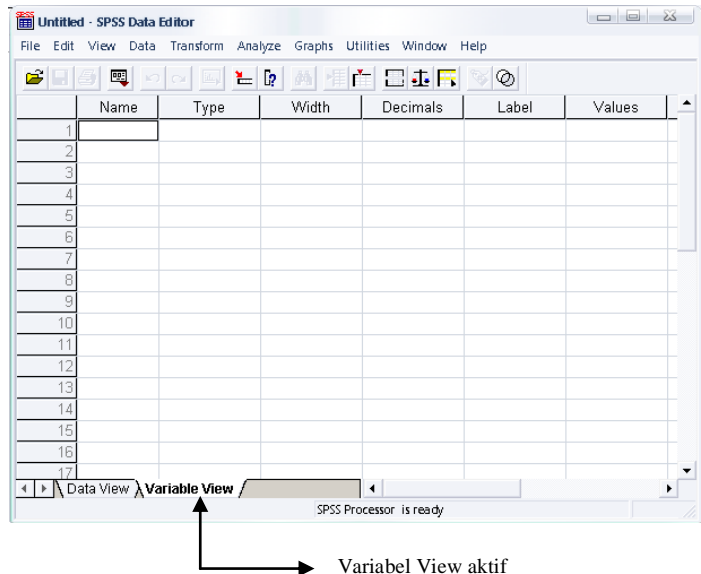 Untitled - SPSS Data Editor
File Edit View Data Transform Analyze Graphs Utilities Window Help
Name Type Width Decimals Label Values
1
2
3
4
5
6
7
8
9
10
11
12
13
14
15
16
17
Data View Variable View
SPSS Processor is ready
Variabel View aktif